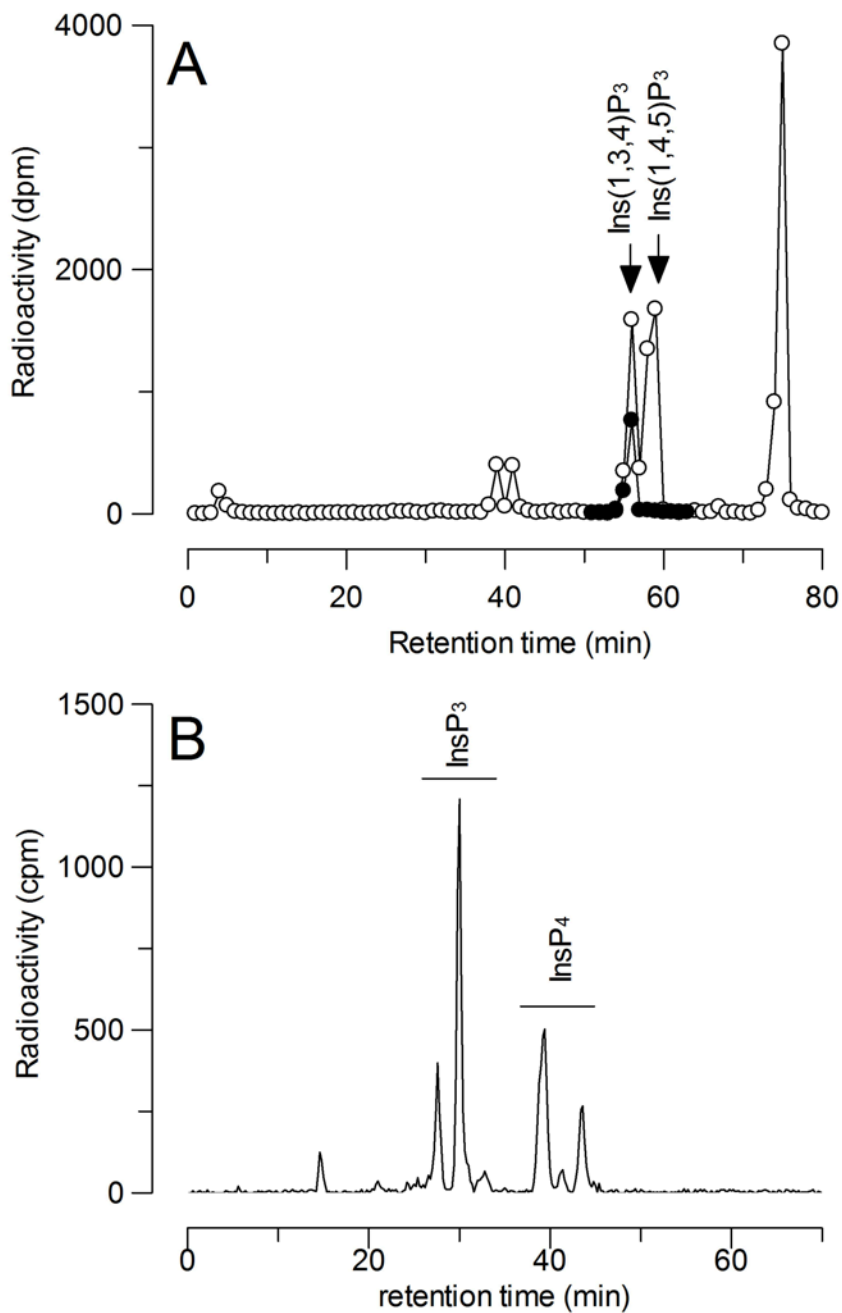 A
4000
2000
0
Radioactivity (dpm)
Ins(1,3,4)P3
Ins(1,4,5)P3
0 20 40 60 80
Retention time (min)
B
1500
1000
500
0
Radioactivity (cpm)
InsP3
InsP4
0 20 40 60
retention time (min)